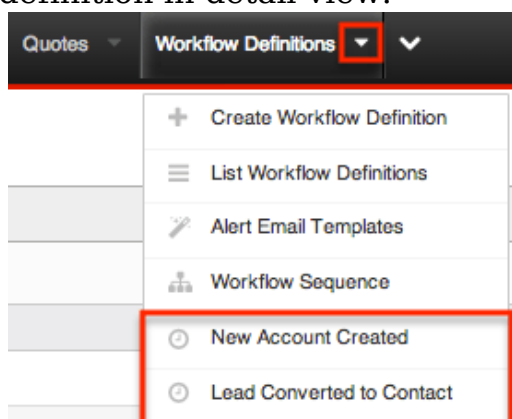 definition in detail view.
Quotes Workflow Definitions
Create Workflow Definition
List Workflow Definitions
Alert Email Templates
Workflow Sequence
New Account Created
Lead Converted to Contact